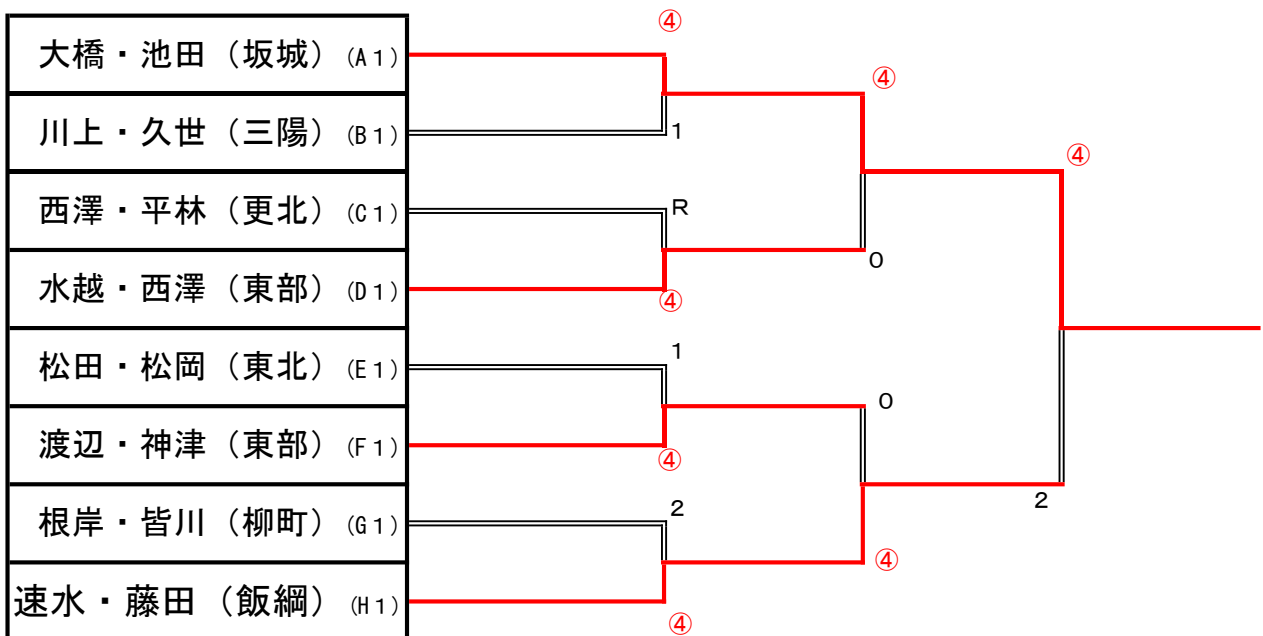 ④
大橋・池田（坂城）(A1)
④
川上・久世（三陽）(B1)
1
④
西澤・平林（更北）(C1)
R
0
水越・西澤（東部）(D1)
④
松田・松岡（東北）(E1)
1
0
渡辺・神津（東部）(F1)
④
根岸・皆川（柳町）(G1)
2
2
④
速水・藤田（飯綱）(H1)
④